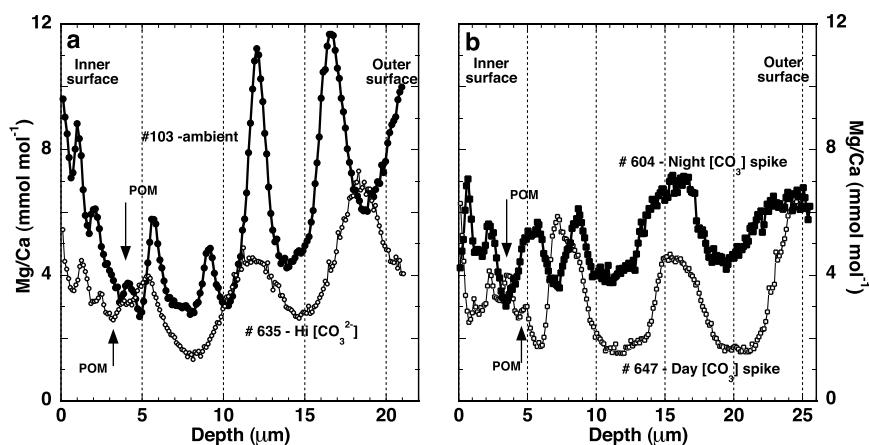 a
Inner surface
Outer surface
#103 -ambient
POM
# 635 - Hi [CO₃²⁻]
POM
Mg/Ca (mmol mol⁻¹)
12
8
4
0
0 5 10 15 20
Depth (μm)
b
Inner surface
Outer surface
# 604 - Night [CO₃] spike
POM
POM
# 647 - Day [CO₃] spike
0 5 10 15 20 25
Depth (μm)
12
8
4
0
Mg/Ca (mmol mol⁻¹)